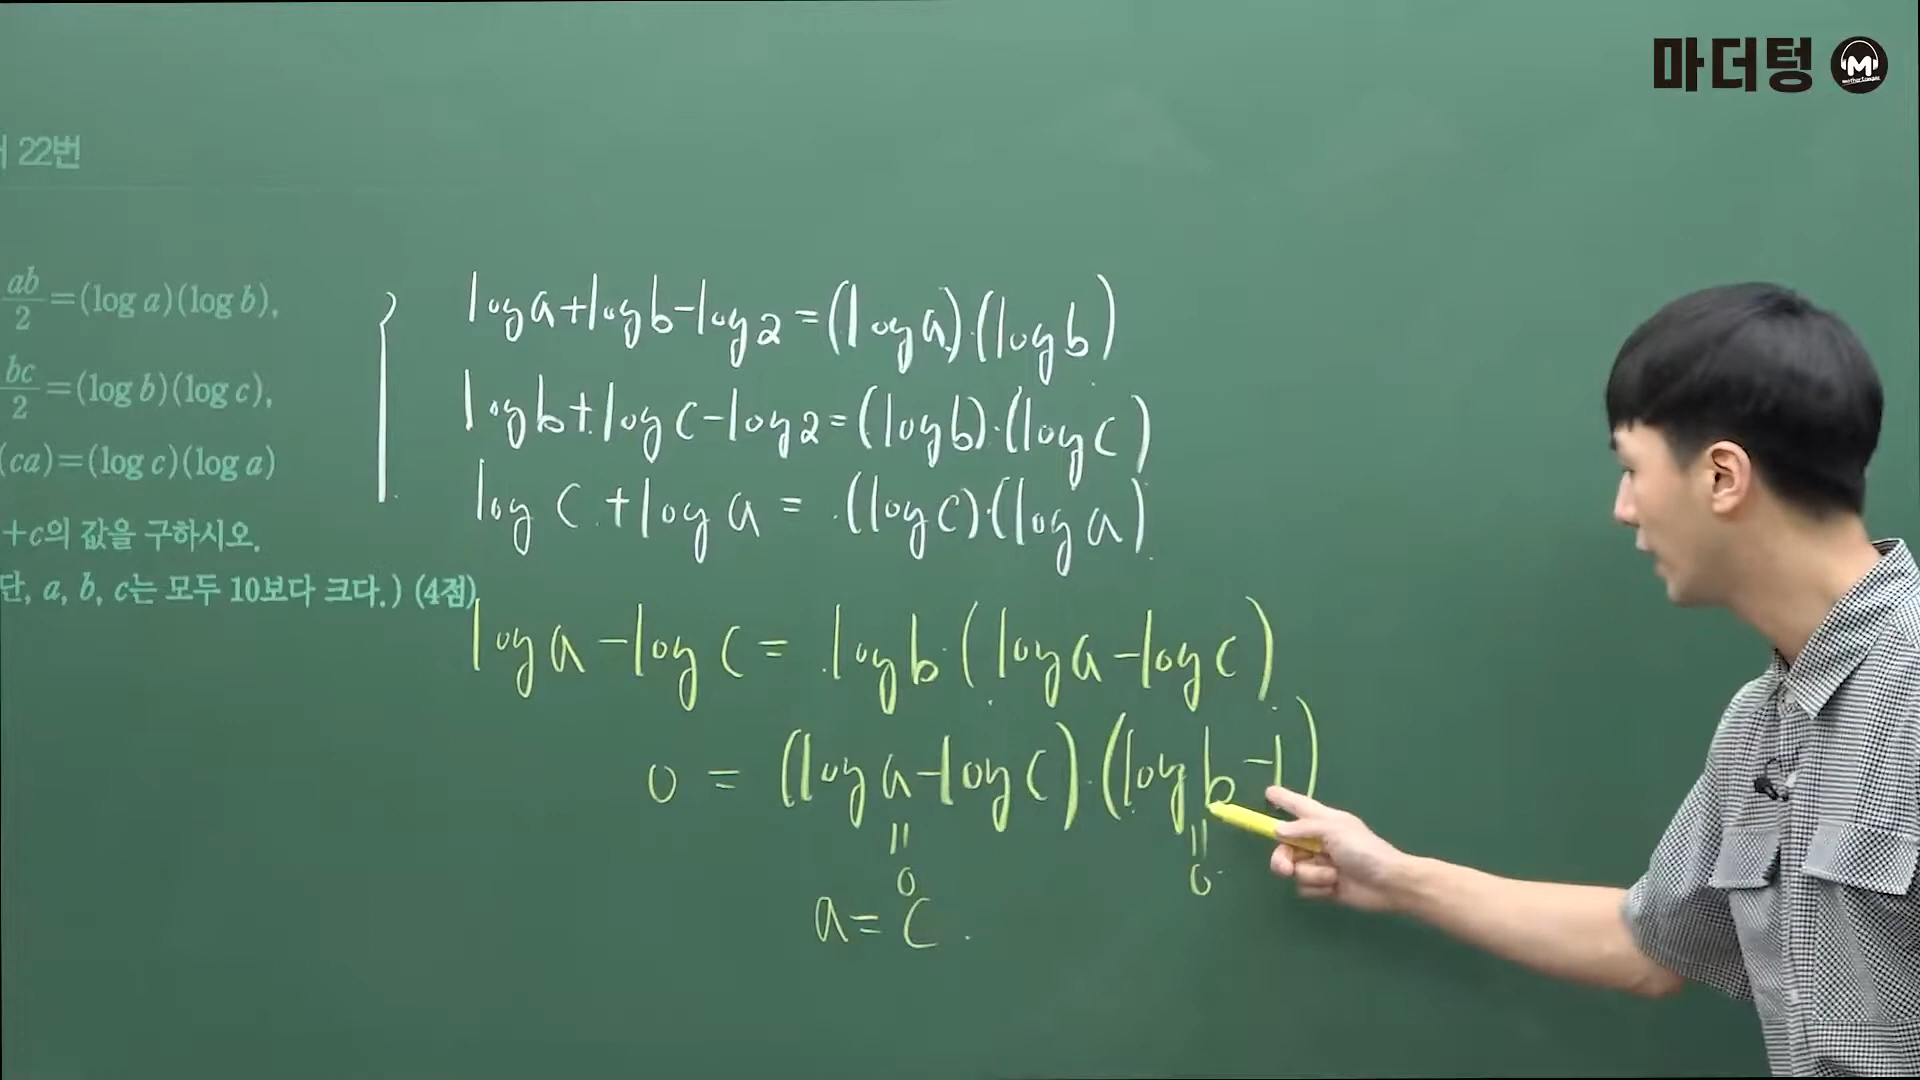 마더텅 M
22번
ab/2=(log a)(log b),
bc/2=(log b)(log c),
(ca)=(log c)(log a)
+c의 값을 구하시오.
단, a, b, c는 모두 10보다 크다.) (4점)
log a+log b-log 2=(log a)·(log b)
log b+log c-log 2=(log b)·(log c)
log c+log a=(log c)·(log a)
log a-log c=log b(log a-log c)
0=(log a-log c)·(log b-1)
= =
0 0
a=c.